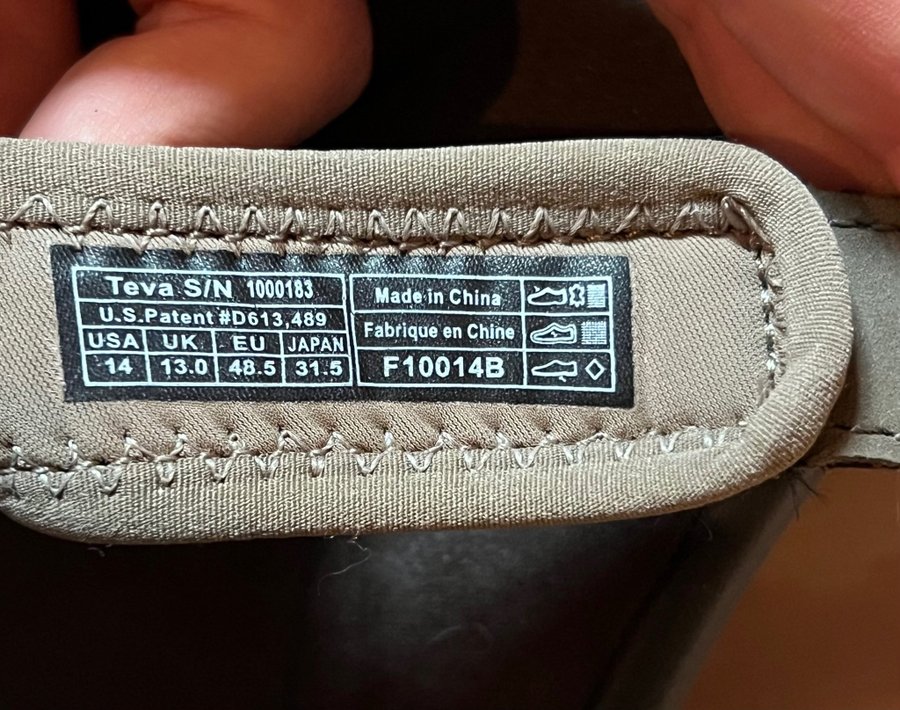 Teva S/N 1000183
U.S.Patent #D613,489
USA UK EU JAPAN
14 13.0 48.5 31.5
Made in China
Fabrique en Chine
F10014B